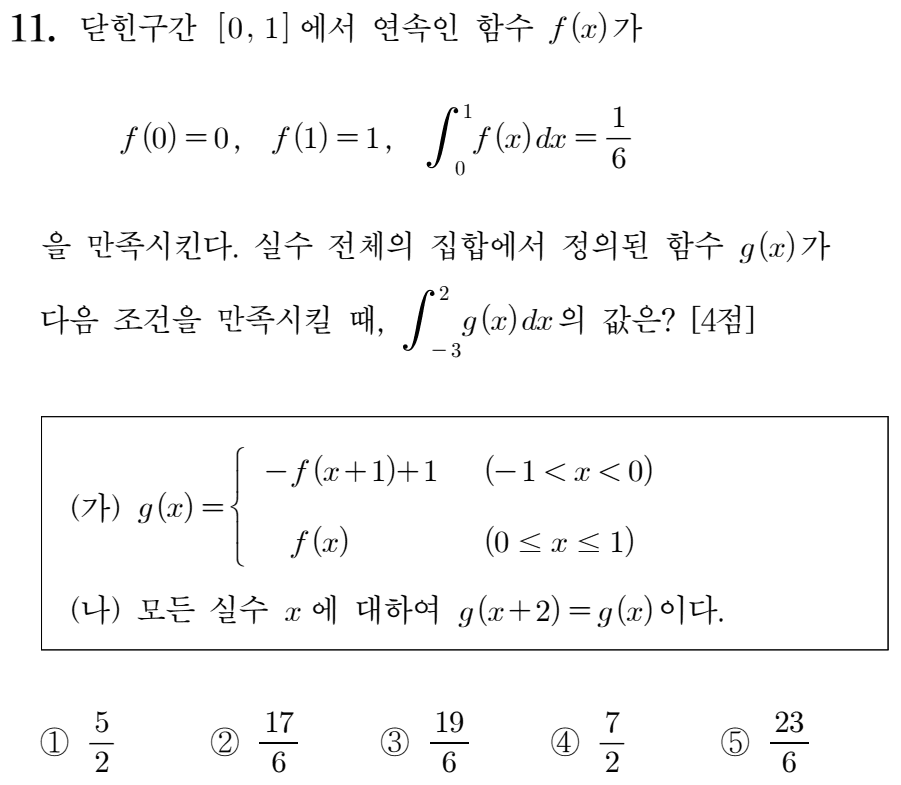 11. 닫힌구간 [0, 1]에서 연속인 함수 f(x)가
f(0)=0, f(1)=1, ∫₀¹ f(x)dx = 1/6
을 만족시킨다. 실수 전체의 집합에서 정의된 함수 g(x)가
다음 조건을 만족시킬 때, ∫₋₃² g(x)dx의 값은? [4점]
(가) g(x)= { -f(x+1)+1 (-1<x<0)
f(x) (0≤x≤1)
(나) 모든 실수 x에 대하여 g(x+2)=g(x)이다.
① 5/2 ② 17/6 ③ 19/6 ④ 7/2 ⑤ 23/6